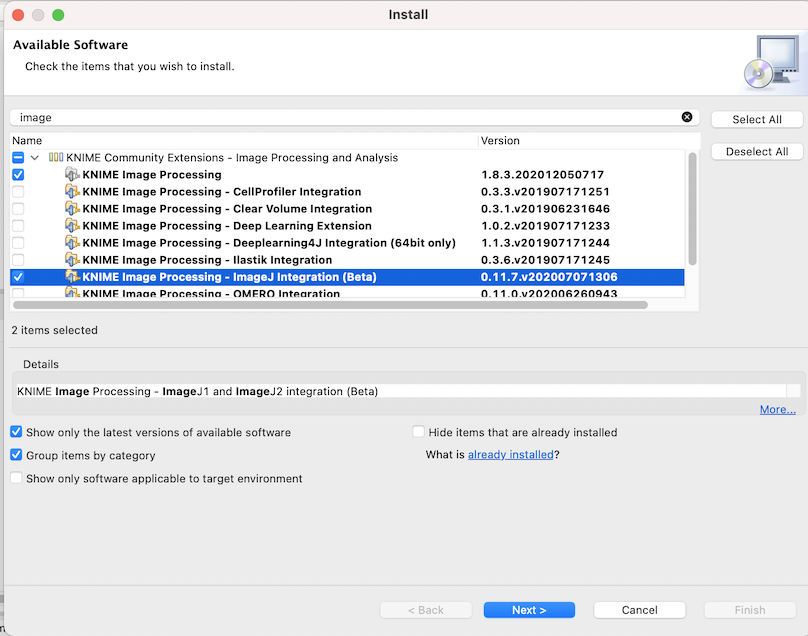 Install
Available Software
Check the items that you wish to install.
image
Select All
Deselect All
Name Version
KNIME Community Extensions - Image Processing and Analysis
KNIME Image Processing 1.8.3.202012050717
KNIME Image Processing - CellProfiler Integration 0.3.3.v201907171251
KNIME Image Processing - Clear Volume Integration 0.3.1.v201906231646
KNIME Image Processing - Deep Learning Extension 1.0.2.v201907171233
KNIME Image Processing - Deeplearning4J Integration (64bit only) 1.1.3.v201907171244
KNIME Image Processing - Ilastik Integration 0.3.6.v201907171245
KNIME Image Processing - ImageJ Integration (Beta) 0.11.7.v202007071306
KNIME Image Processing - OMERO Integration 0.11.0.v202006260943
2 items selected
Details
KNIME Image Processing - ImageJ1 and ImageJ2 integration (Beta)
More...
Show only the latest versions of available software
Hide items that are already installed
Group items by category
What is already installed?
Show only software applicable to target environment
< Back
Next >
Cancel
Finish